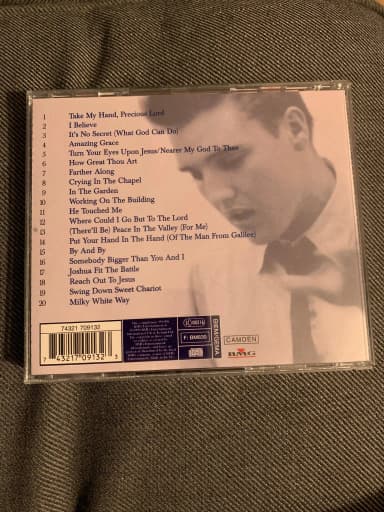 1 Take My Hand, Precious Lord
2 I Believe
3 It's No Secret (What God Can Do)
4 Amazing Grace
5 Turn Your Eyes Upon Jesus/Nearer My God To Thee
6 How Great Thou Art
7 Farther Along
8 Crying In The Chapel
9 In The Garden
10 Working On The Building
11 He Touched Me
12 Where Could I Go But To The Lord
13 (There'll Be) Peace In The Valley (For Me)
14 Put Your Hand In The Hand (Of The Man From Galilee)
15 By And By
16 Somebody Bigger Than You And I
17 Joshua Fit The Battle
18 Reach Out To Jesus
19 Swing Down Sweet Chariot
20 Milky White Way
74321 709132
7 43217 09132 3
BIEM/GEMA
CAMDEN
BMG